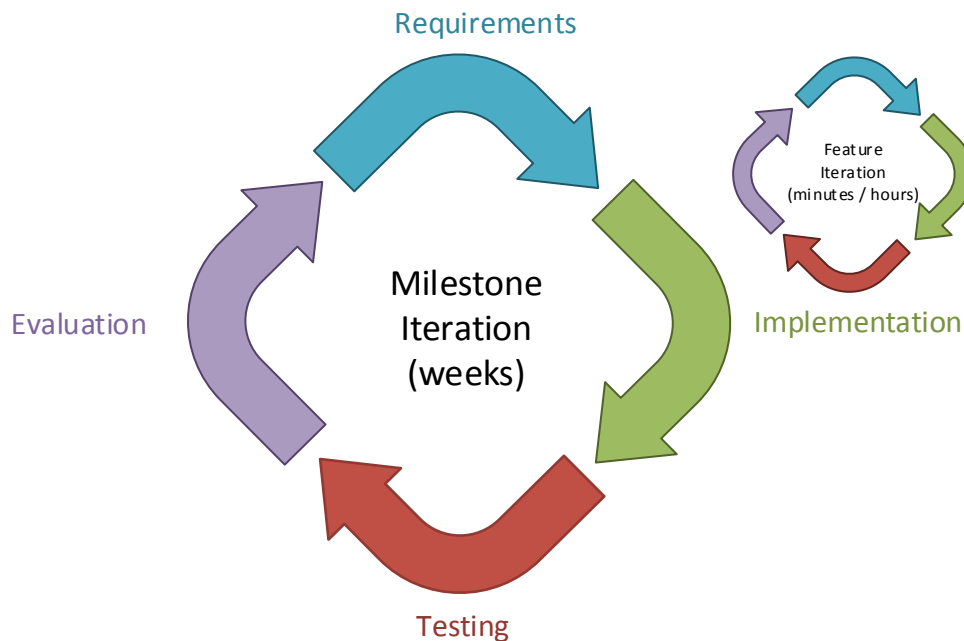 Requirements
Feature
Iteration
(minutes / hours)
Milestone
Iteration
(weeks)
Evaluation
Implementation
Testing